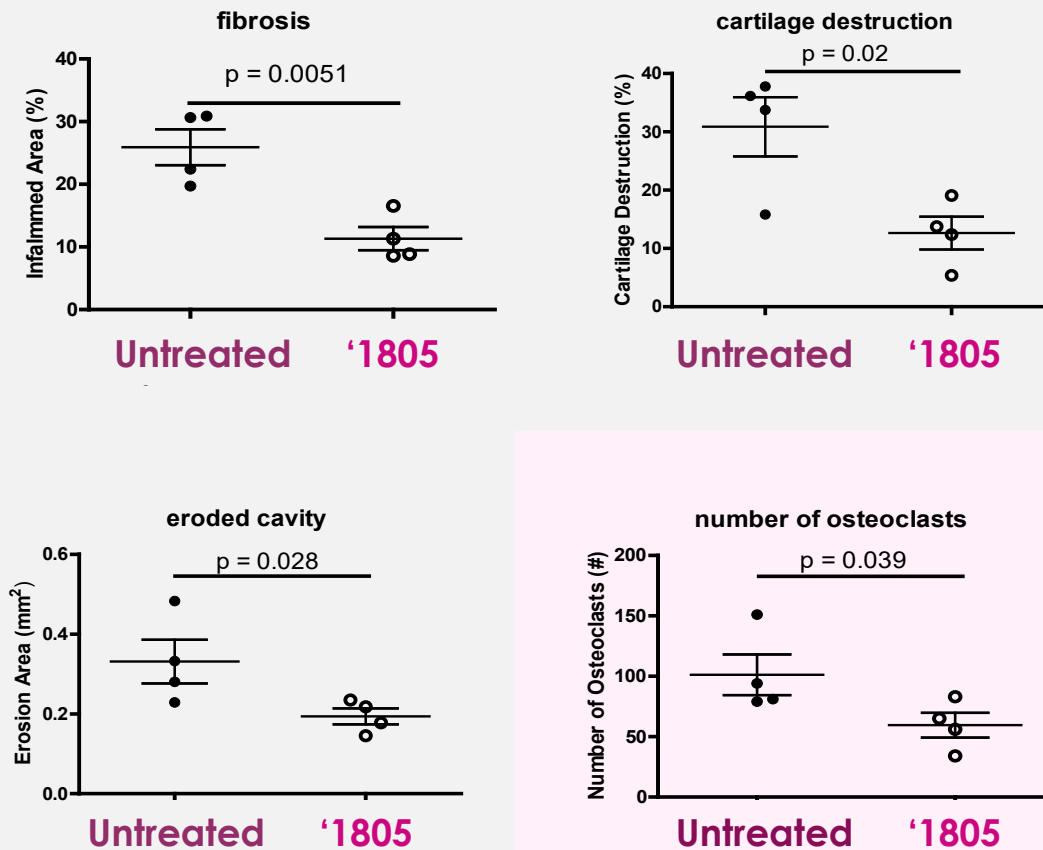 fibrosis
p = 0.0051
Infalmmed Area (%)
40
30
20
10
0
Untreated ‘1805
cartilage destruction
p = 0.02
Cartilage Destruction (%)
40
30
20
10
0
Untreated ‘1805
eroded cavity
p = 0.028
Erosion Area (mm²)
0.6
0.4
0.2
0.0
Untreated ‘1805
number of osteoclasts
p = 0.039
Number of Osteoclasts (#)
200
150
100
50
0
Untreated ‘1805